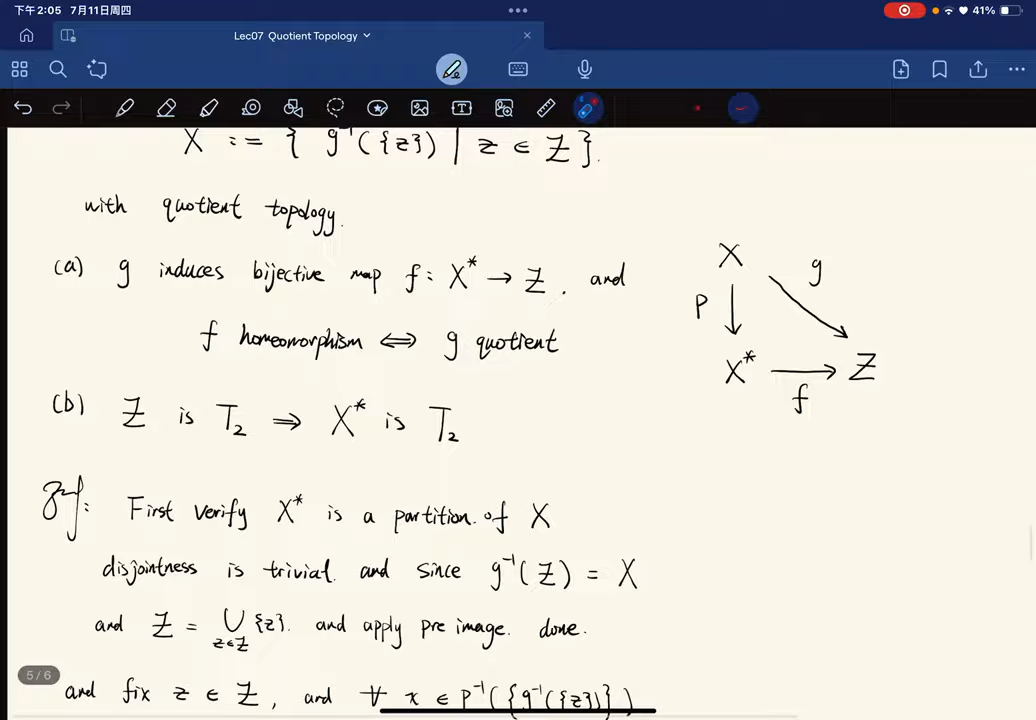 下午2:05 7月11日周四
41%
Lec07 Quotient Topology
X := { g⁻¹({z}) | z ∈ Z }.
with quotient topology.
(a) g induces bijective map f : X* → Z . and
f homeomorphism ⇔ g quotient
(b) Z is T₂ ⇒ X* is T₂
X
g
P
X*
Z
f
First verify X* is a partition of X
disjointness is trivial. and since g⁻¹(Z) = X
and Z = ∪_{z∈Z} {z}. and apply pre image. done.
5/6
and fix z ∈ Z , and ∀ x ∈ p⁻¹({g⁻¹({z})})